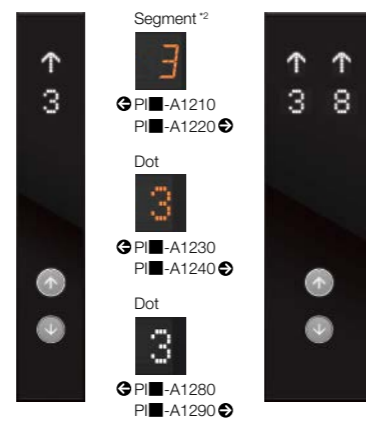 ↑
3
Segment *2
3
PI■-A1210
PI■-A1220
Dot
3
PI■-A1230
PI■-A1240
Dot
3
PI■-A1280
PI■-A1290
↑ ↑
3 8
↑
↓
↑
↓